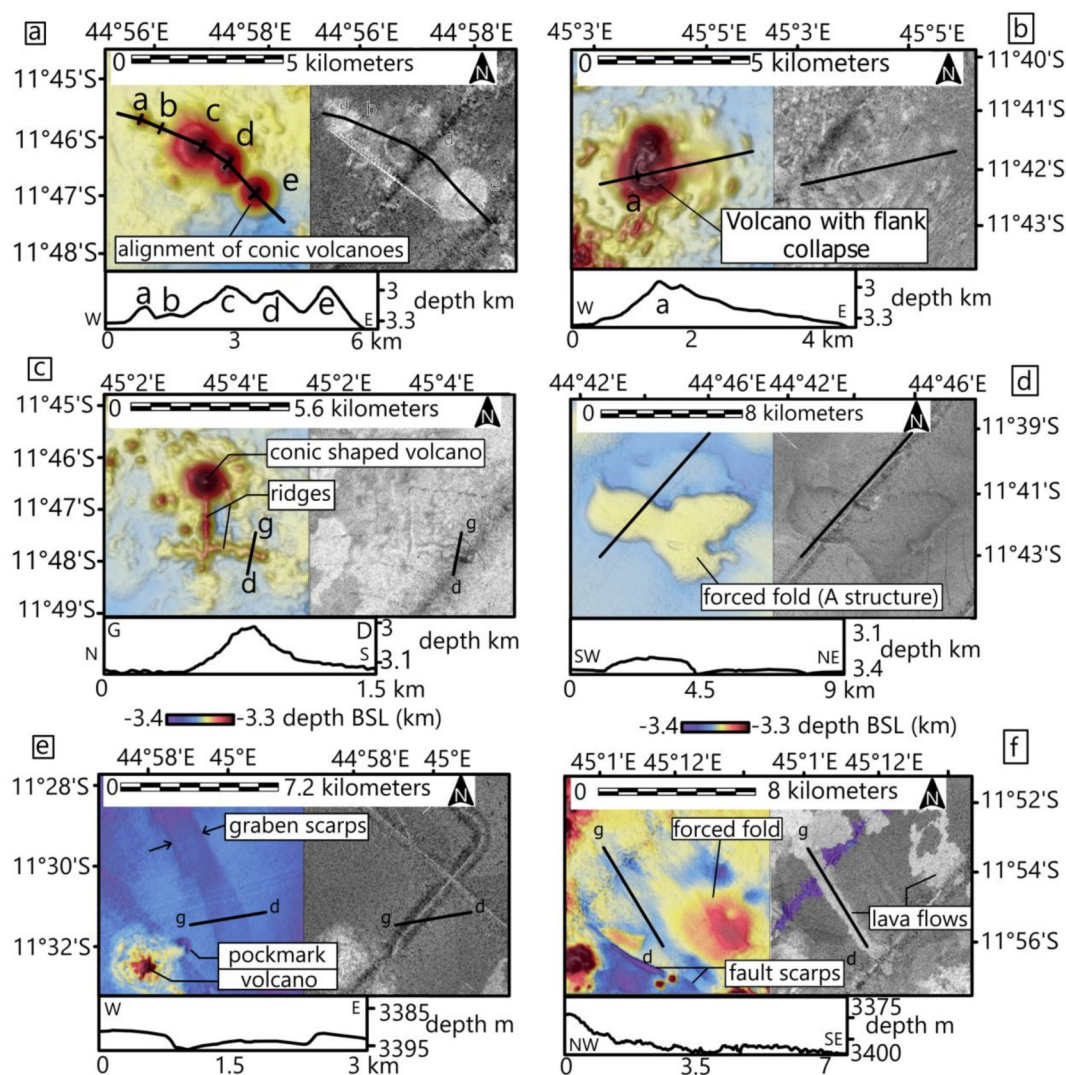 a
44°56'E 44°58'E 44°56'E 44°58'E
0 5 kilometers N
11°45'S
11°46'S
11°47'S
11°48'S
a b c d e
a b c d e
alignment of conic volcanoes
a b c d e
W E
3
3.3
depth km
0 3 6 km
b
45°3'E 45°5'E 45°3'E 45°5'E
0 5 kilometers N
11°40'S
11°41'S
11°42'S
11°43'S
a
Volcano with flank
collapse
W E
a
3
3.3
depth km
0 2 4 km
c
45°2'E 45°4'E 45°2'E 45°4'E
0 5.6 kilometers N
11°45'S
11°46'S
11°47'S
11°48'S
11°49'S
conic shaped volcano
ridges
g
d
g
d
G D
N S
3
3.1
depth km
0 1.5 km
d
44°42'E 44°46'E 44°42'E 44°46'E
0 8 kilometers N
11°39'S
11°41'S
11°43'S
forced fold (A structure)
SW NE
3.1
3.4
depth km
0 4.5 9 km
-3.4 -3.3 depth BSL (km)
-3.4 -3.3 depth BSL (km)
e
44°58'E 45°E 44°58'E 45°E
0 7.2 kilometers N
11°28'S
11°30'S
11°32'S
graben scarps
g d
g d
pockmark
volcano
W E
3385
3395
depth m
0 1.5 3 km
f
45°1'E 45°12'E 45°1'E 45°12'E
0 8 kilometers N
11°52'S
11°54'S
11°56'S
g
forced fold
g
lava flows
d
d
fault scarps
NW SE
3375
3400
depth m
0 3.5 7